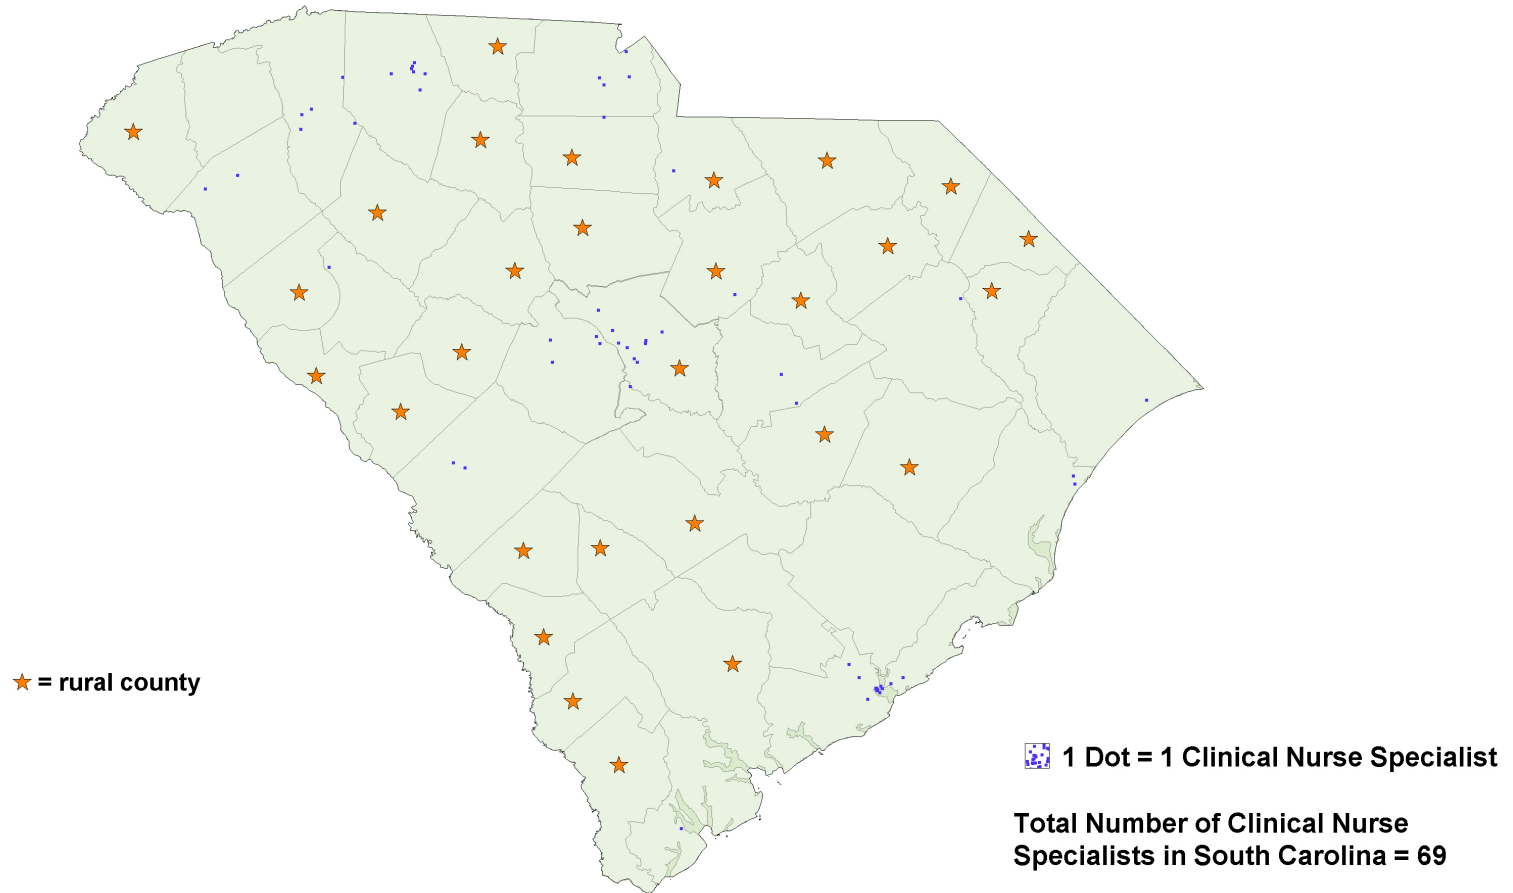 = rural county
1 Dot = 1 Clinical Nurse Specialist
Total Number of Clinical Nurse
Specialists in South Carolina = 69